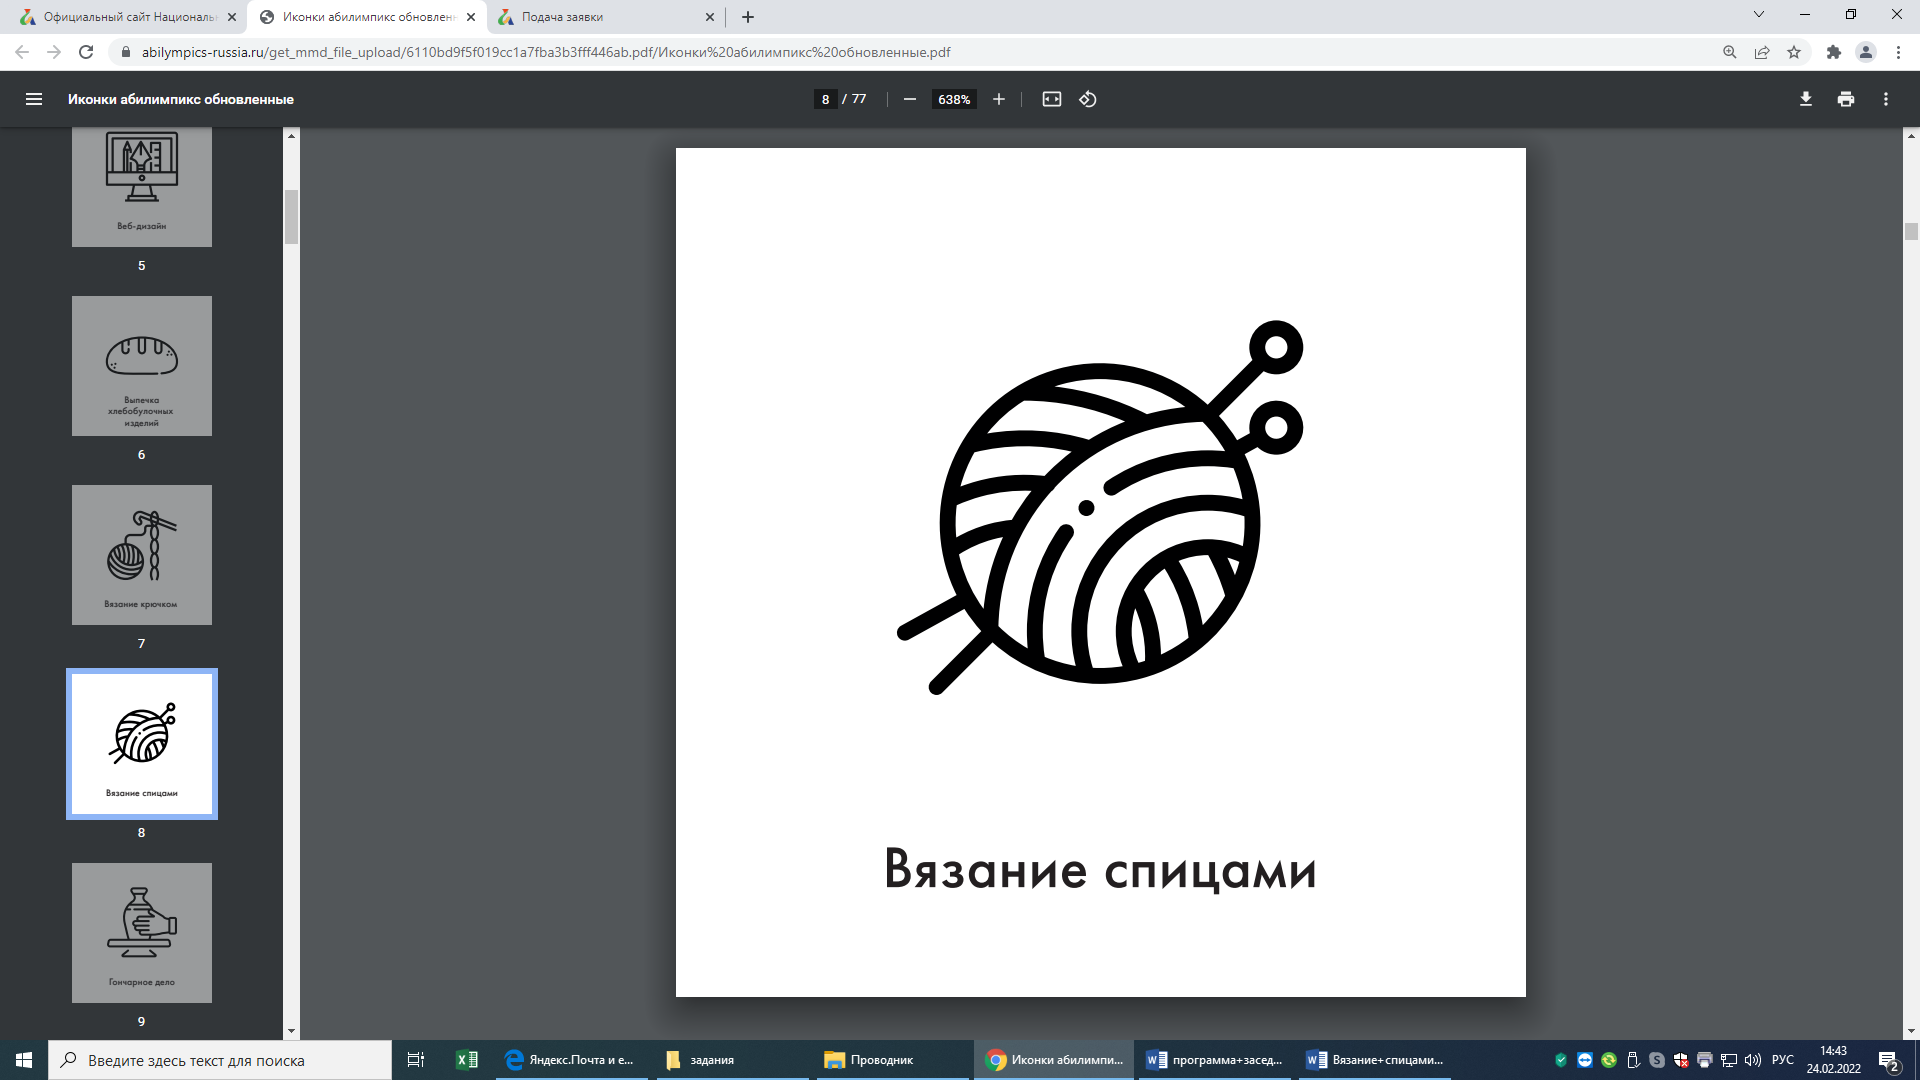 Официальный сайт Национальн
Иконки абилимпикс обновленн
Подача заявки
abilympics-russia.ru/get_mmd_file_upload/6110bd9f5f019cc1a7fba3b3fff446ab.pdf/Иконки%20абилимпикс%20обновленные.pdf
Иконки абилимпикс обновленные
8 / 77
638%
Веб-дизайн
5
Выпечка
хлебобулочных
изделий
6
Вязание крючком
7
Вязание спицами
8
Гончарное дело
9
Вязание спицами
Введите здесь текст для поиска
Яндекс.Почта и е...
задания
Проводник
Иконки абилимпи...
программа+засед...
Вязание+спицами...
РУС
14:43
24.02.2022
2